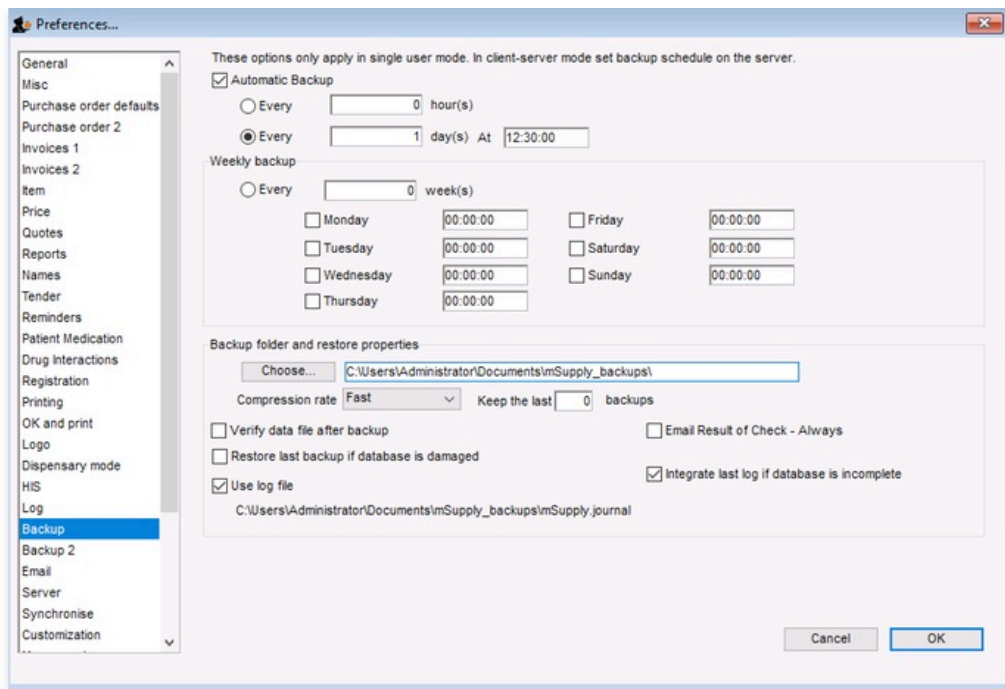 Preferences...
General
Misc
Purchase order defaults
Purchase order 2
Invoices 1
Invoices 2
Item
Price
Quotes
Reports
Names
Tender
Reminders
Patient Medication
Drug Interactions
Registration
Printing
OK and print
Logo
Dispensary mode
HIS
Log
Backup
Backup 2
Email
Server
Synchronise
Customization
These options only apply in single user mode. In client-server mode set backup schedule on the server.
Automatic Backup
Every 0 hour(s)
Every 1 day(s) At 12:30:00
Weekly backup
Every 0 week(s)
Monday 00:00:00 Friday 00:00:00
Tuesday 00:00:00 Saturday 00:00:00
Wednesday 00:00:00 Sunday 00:00:00
Thursday 00:00:00
Backup folder and restore properties
Choose... C:\Users\Administrator\Documents\mSupply_backups\
Compression rate Fast Keep the last 0 backups
Verify data file after backup Email Result of Check - Always
Restore last backup if database is damaged
Integrate last log if database is incomplete
Use log file
C:\Users\Administrator\Documents\mSupply_backups\mSupply.journal
Cancel OK